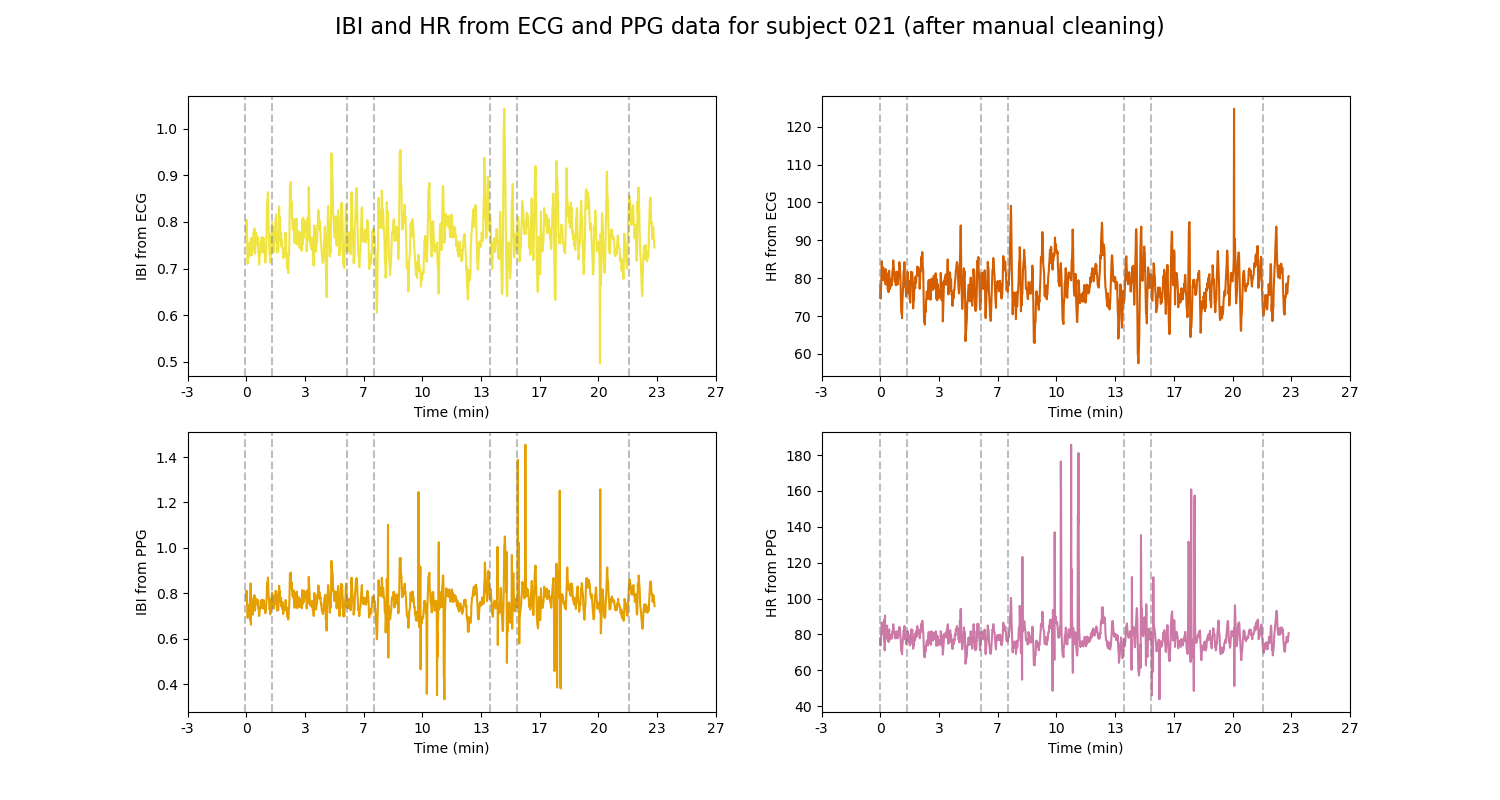 IBI and HR from ECG and PPG data for subject 021 (after manual cleaning)
IBI from ECG
1.0
0.9
0.8
0.7
0.6
0.5
-3 0 3 7 10 13 17 20 23 27
Time (min)
HR from ECG
120
110
100
90
80
70
60
-3 0 3 7 10 13 17 20 23 27
Time (min)
IBI from PPG
1.4
1.2
1.0
0.8
0.6
0.4
-3 0 3 7 10 13 17 20 23 27
Time (min)
HR from PPG
180
160
140
120
100
80
60
40
-3 0 3 7 10 13 17 20 23 27
Time (min)